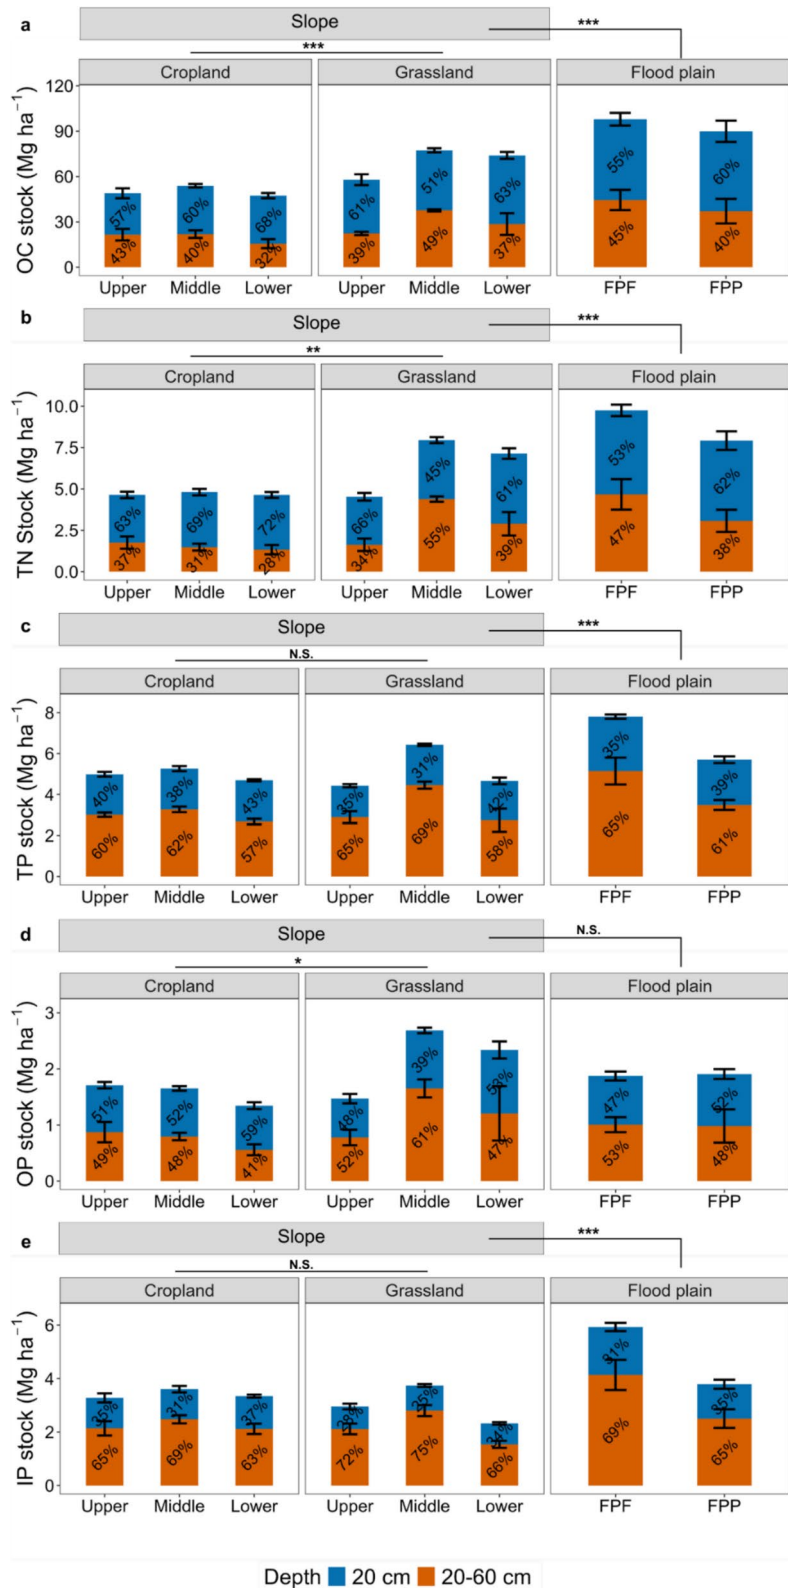 a
Slope
***
***
Cropland
Grassland
Flood plain
OC stock (Mg ha⁻¹)
120
90
60
30
0
57%
60%
68%
61%
51%
63%
55%
60%
43%
40%
32%
39%
49%
37%
45%
40%
Upper Middle Lower
Upper Middle Lower
FPF FPP
b
Slope
***
**
Cropland
Grassland
Flood plain
TN Stock (Mg ha⁻¹)
10.0
7.5
5.0
2.5
0.0
63%
69%
72%
66%
45%
61%
53%
62%
37%
31%
28%
34%
55%
39%
47%
38%
Upper Middle Lower
Upper Middle Lower
FPF FPP
c
Slope
***
N.S.
Cropland
Grassland
Flood plain
TP stock (Mg ha⁻¹)
8
6
4
2
0
40%
38%
43%
35%
31%
42%
35%
39%
60%
62%
57%
65%
69%
58%
65%
61%
Upper Middle Lower
Upper Middle Lower
FPF FPP
d
Slope
N.S.
*
Cropland
Grassland
Flood plain
OP stock (Mg ha⁻¹)
3
2
1
0
51%
52%
59%
48%
39%
53%
47%
52%
49%
48%
41%
52%
61%
47%
53%
48%
Upper Middle Lower
Upper Middle Lower
FPF FPP
e
Slope
***
N.S.
Cropland
Grassland
Flood plain
IP stock (Mg ha⁻¹)
6
4
2
0
35%
31%
37%
28%
25%
34%
31%
35%
65%
69%
63%
72%
75%
66%
69%
65%
Upper Middle Lower
Upper Middle Lower
FPF FPP
Depth 20 cm 20-60 cm